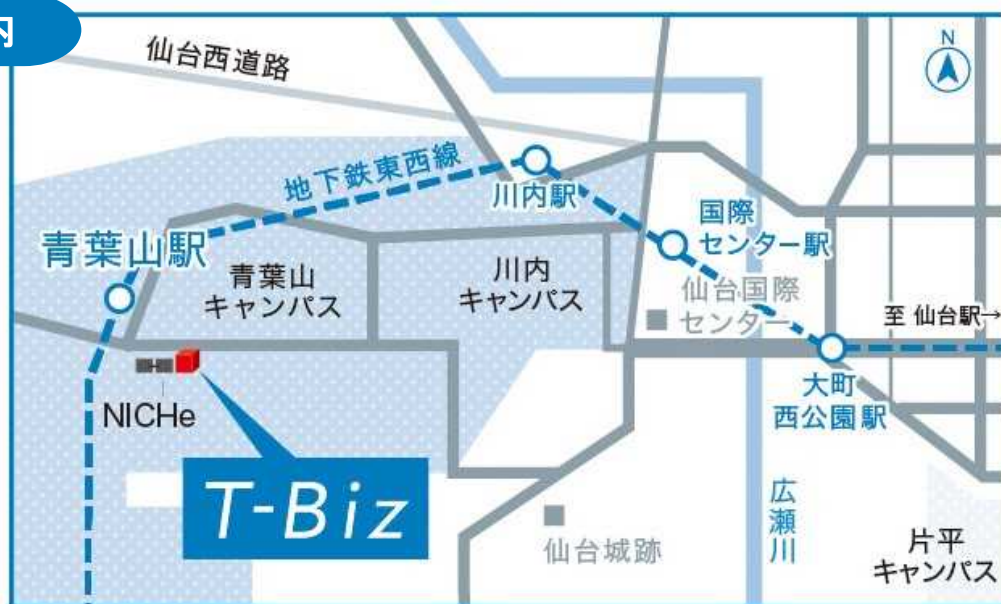 内
仙台西道路
N
地下鉄東西線
川内駅
国際
センター駅
青葉山駅
青葉山
キャンパス
川内
キャンパス
仙台国際
センター
至 仙台駅→
大町
西公園駅
NICHe
T-Biz
広瀬川
仙台城跡
片平
キャンパス